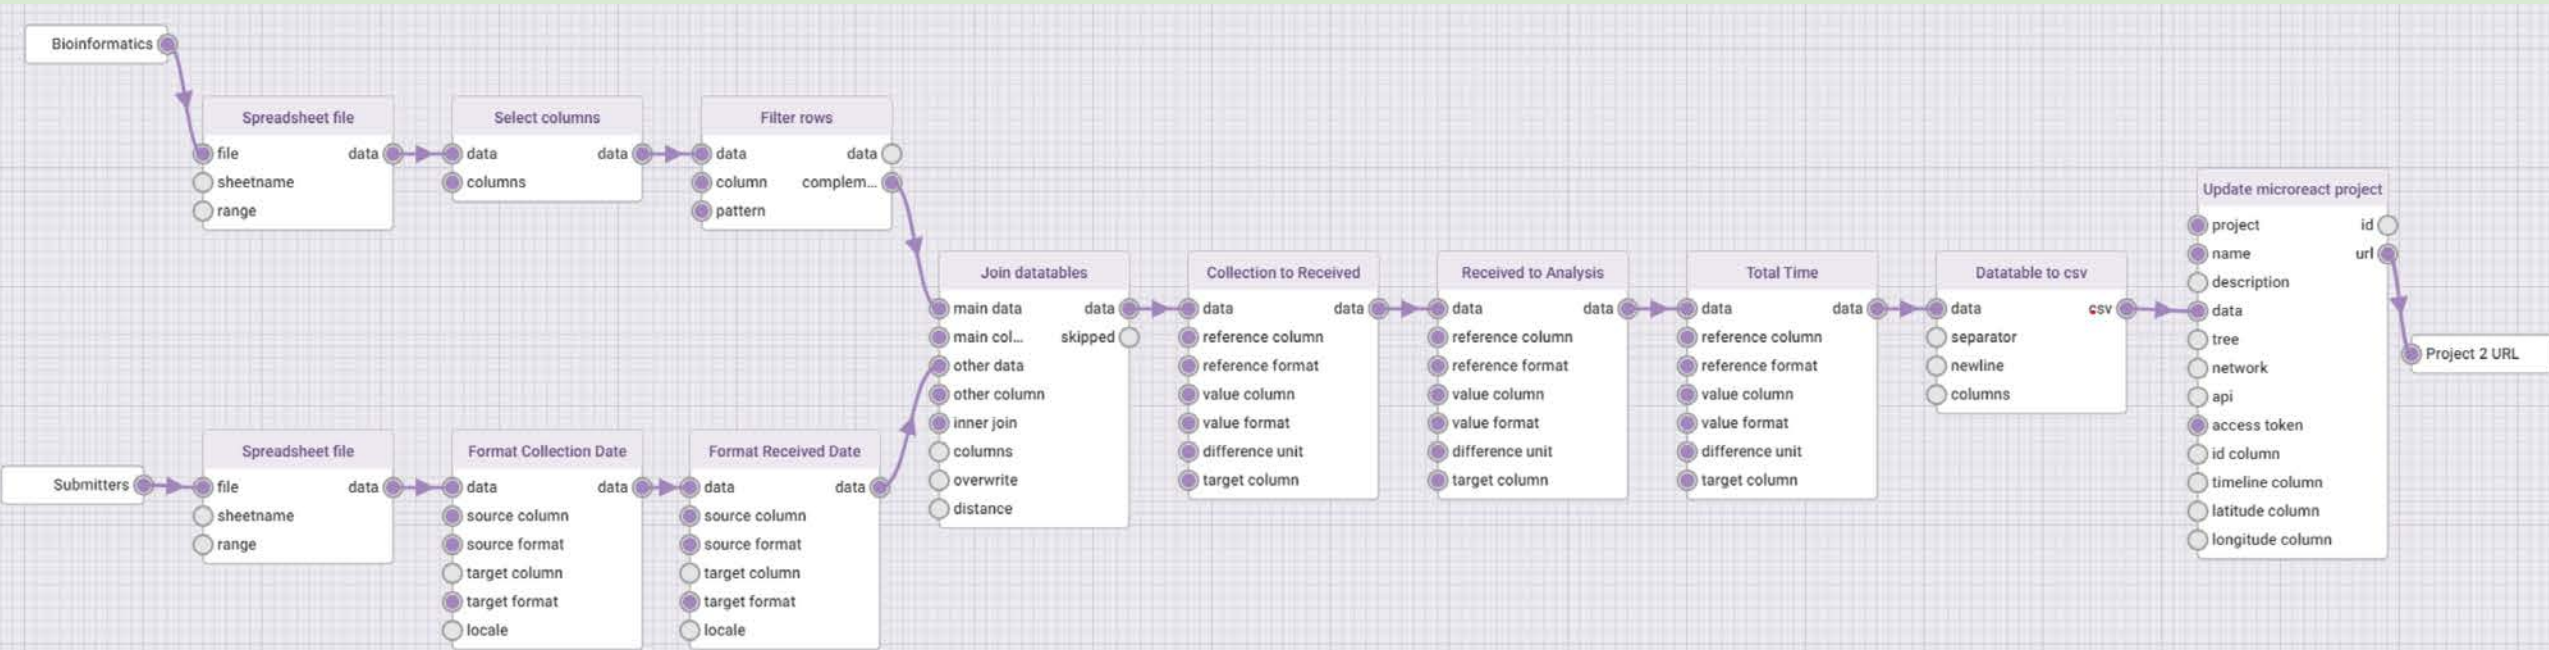 Bioinformatics
Spreadsheet file
file data
sheetname
range
Select columns
data data
columns
Filter rows
data data
column complem...
pattern
Submitters
Spreadsheet file
file data
sheetname
range
Format Collection Date
data data
source column
source format
target column
target format
locale
Format Received Date
data data
source column
source format
target column
target format
locale
Join datatables
main data data
main col... skipped
other data
other column
inner join
columns
overwrite
distance
Collection to Received
data data
reference column
reference format
value column
value format
difference unit
target column
Received to Analysis
data data
reference column
reference format
value column
value format
difference unit
target column
Total Time
data data
reference column
reference format
value column
value format
difference unit
target column
Datatable to csv
data csv
separator
newline
columns
Update microreact project
project id
name url
description
data
tree
network
api
access token
id column
timeline column
latitude column
longitude column
Project 2 URL